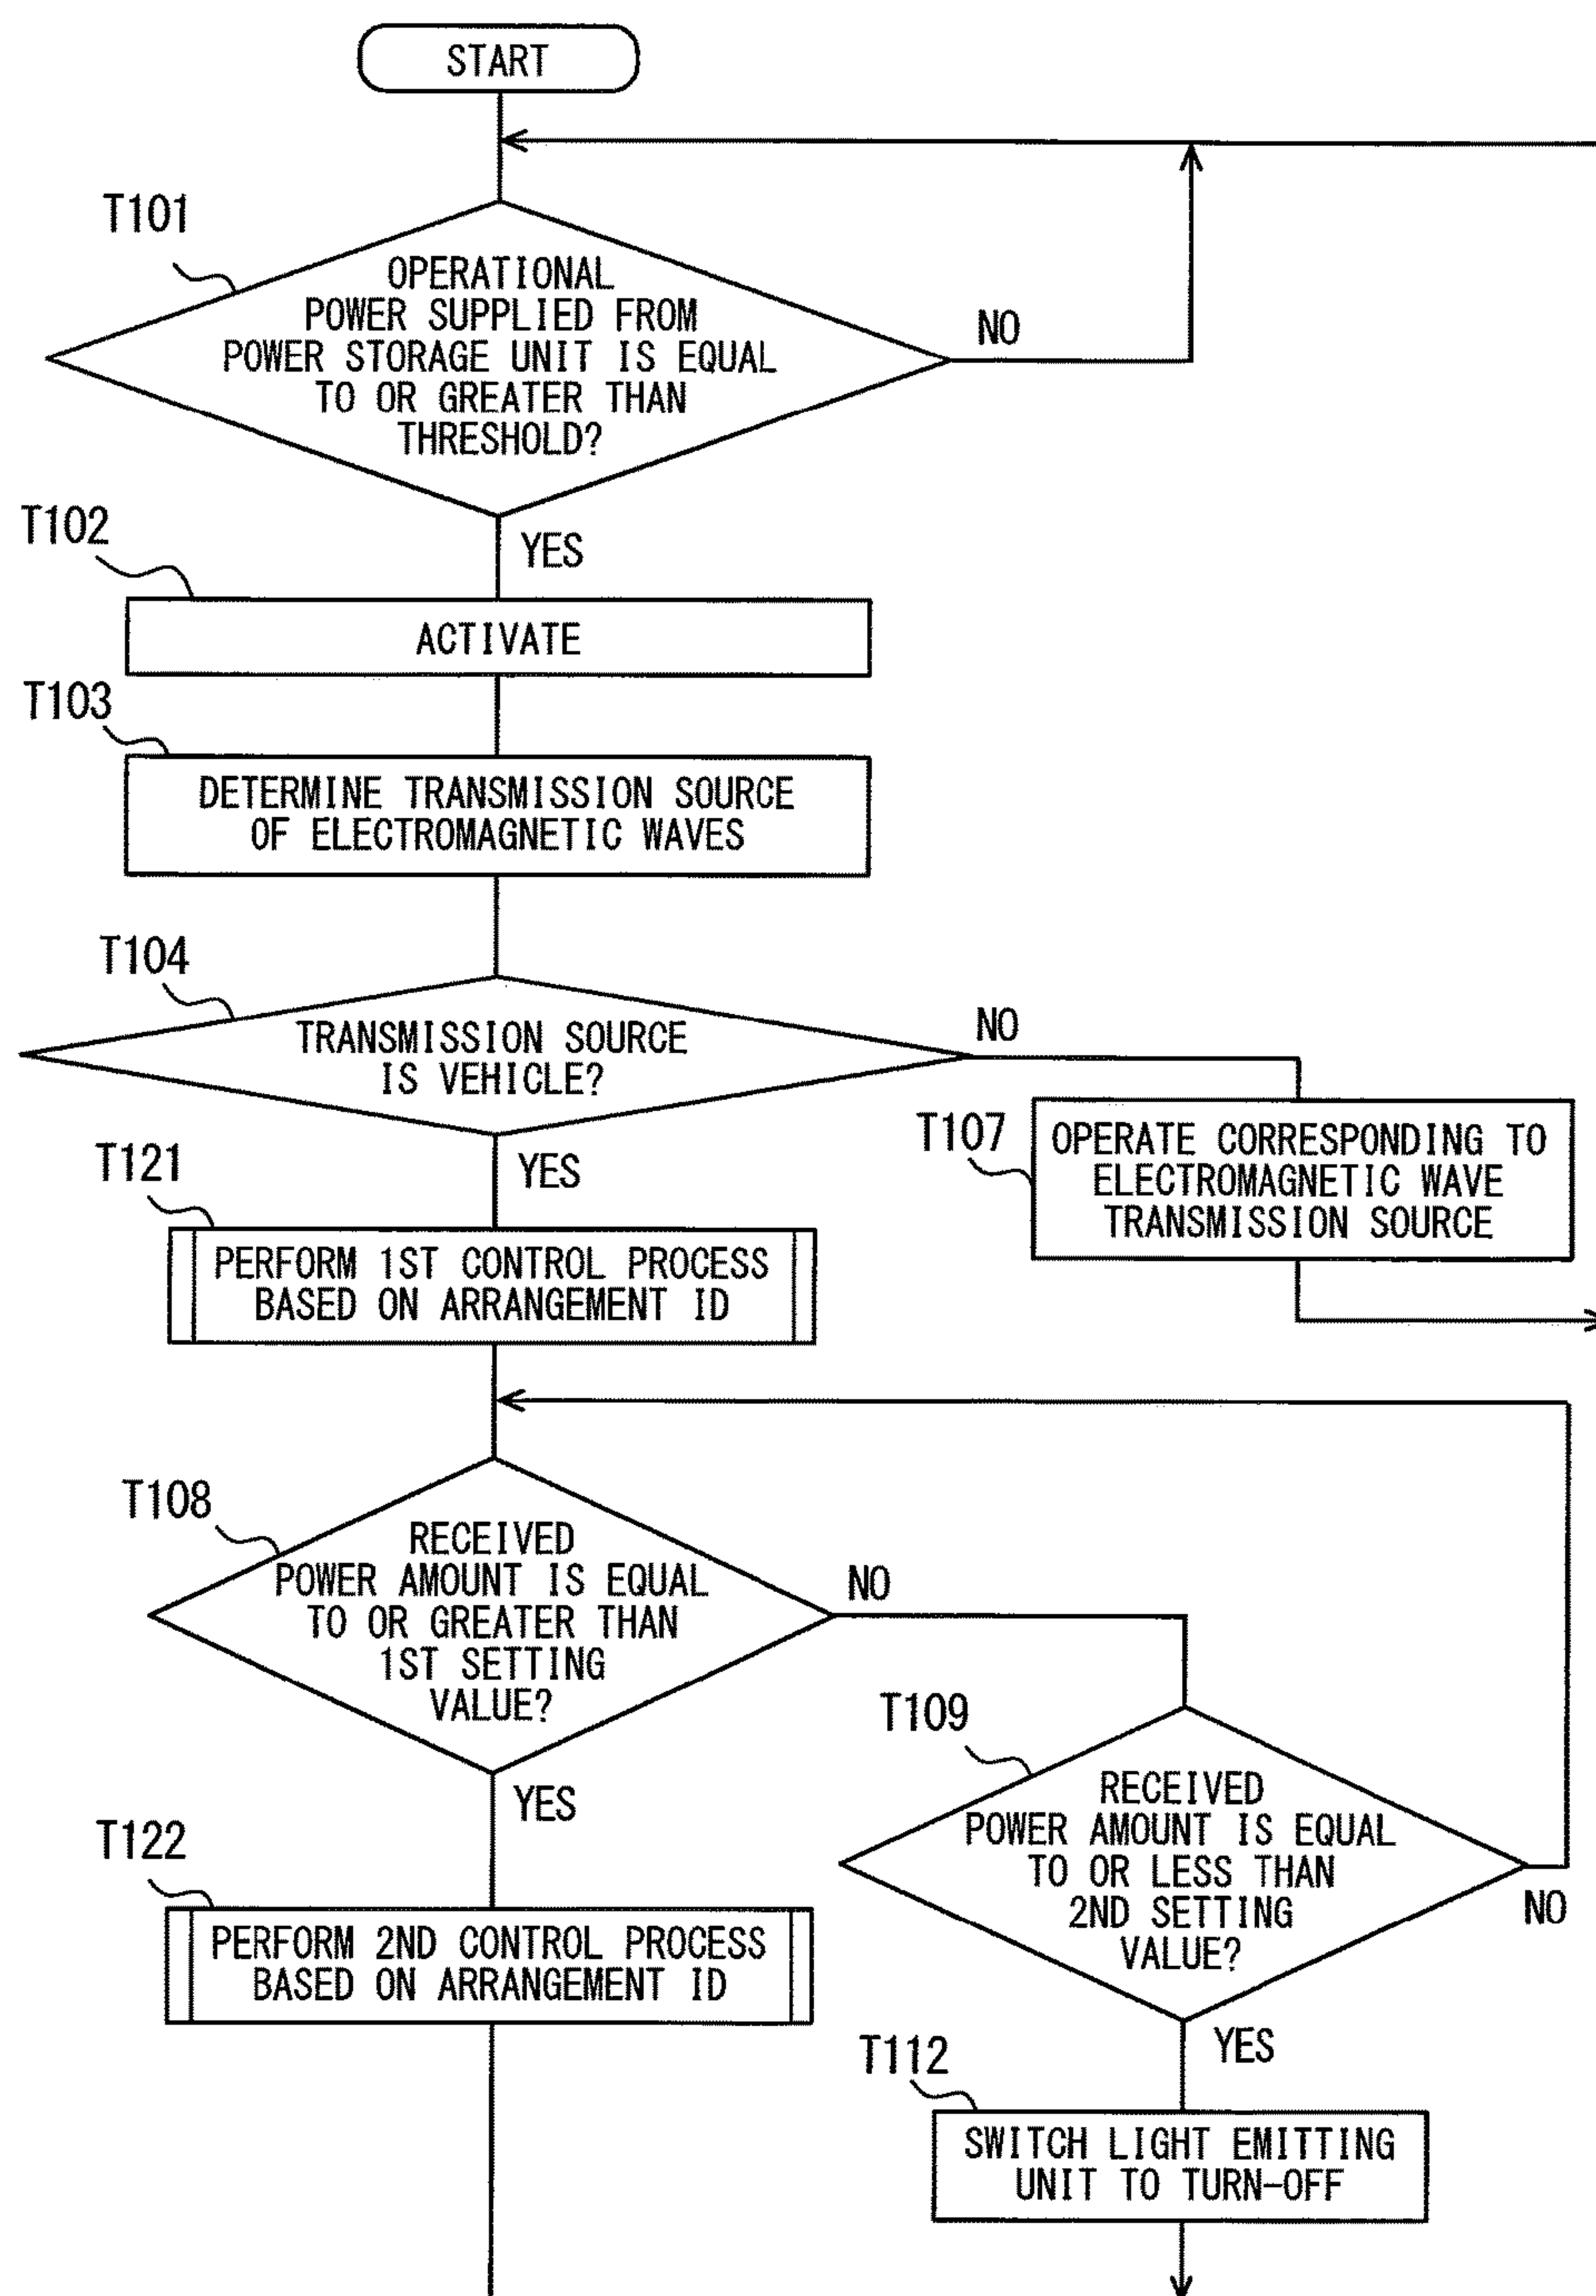 START
T101
OPERATIONAL
POWER SUPPLIED FROM
POWER STORAGE UNIT IS EQUAL
TO OR GREATER THAN
THRESHOLD?
NO
YES
T102
ACTIVATE
T103
DETERMINE TRANSMISSION SOURCE
OF ELECTROMAGNETIC WAVES
T104
TRANSMISSION SOURCE
IS VEHICLE?
NO
YES
T107
OPERATE CORRESPONDING TO
ELECTROMAGNETIC WAVE
TRANSMISSION SOURCE
T121
PERFORM 1ST CONTROL PROCESS
BASED ON ARRANGEMENT ID
T108
RECEIVED
POWER AMOUNT IS EQUAL
TO OR GREATER THAN
1ST SETTING
VALUE?
NO
YES
T109
RECEIVED
POWER AMOUNT IS EQUAL
TO OR LESS THAN
2ND SETTING
VALUE?
NO
YES
T122
PERFORM 2ND CONTROL PROCESS
BASED ON ARRANGEMENT ID
T112
SWITCH LIGHT EMITTING
UNIT TO TURN-OFF